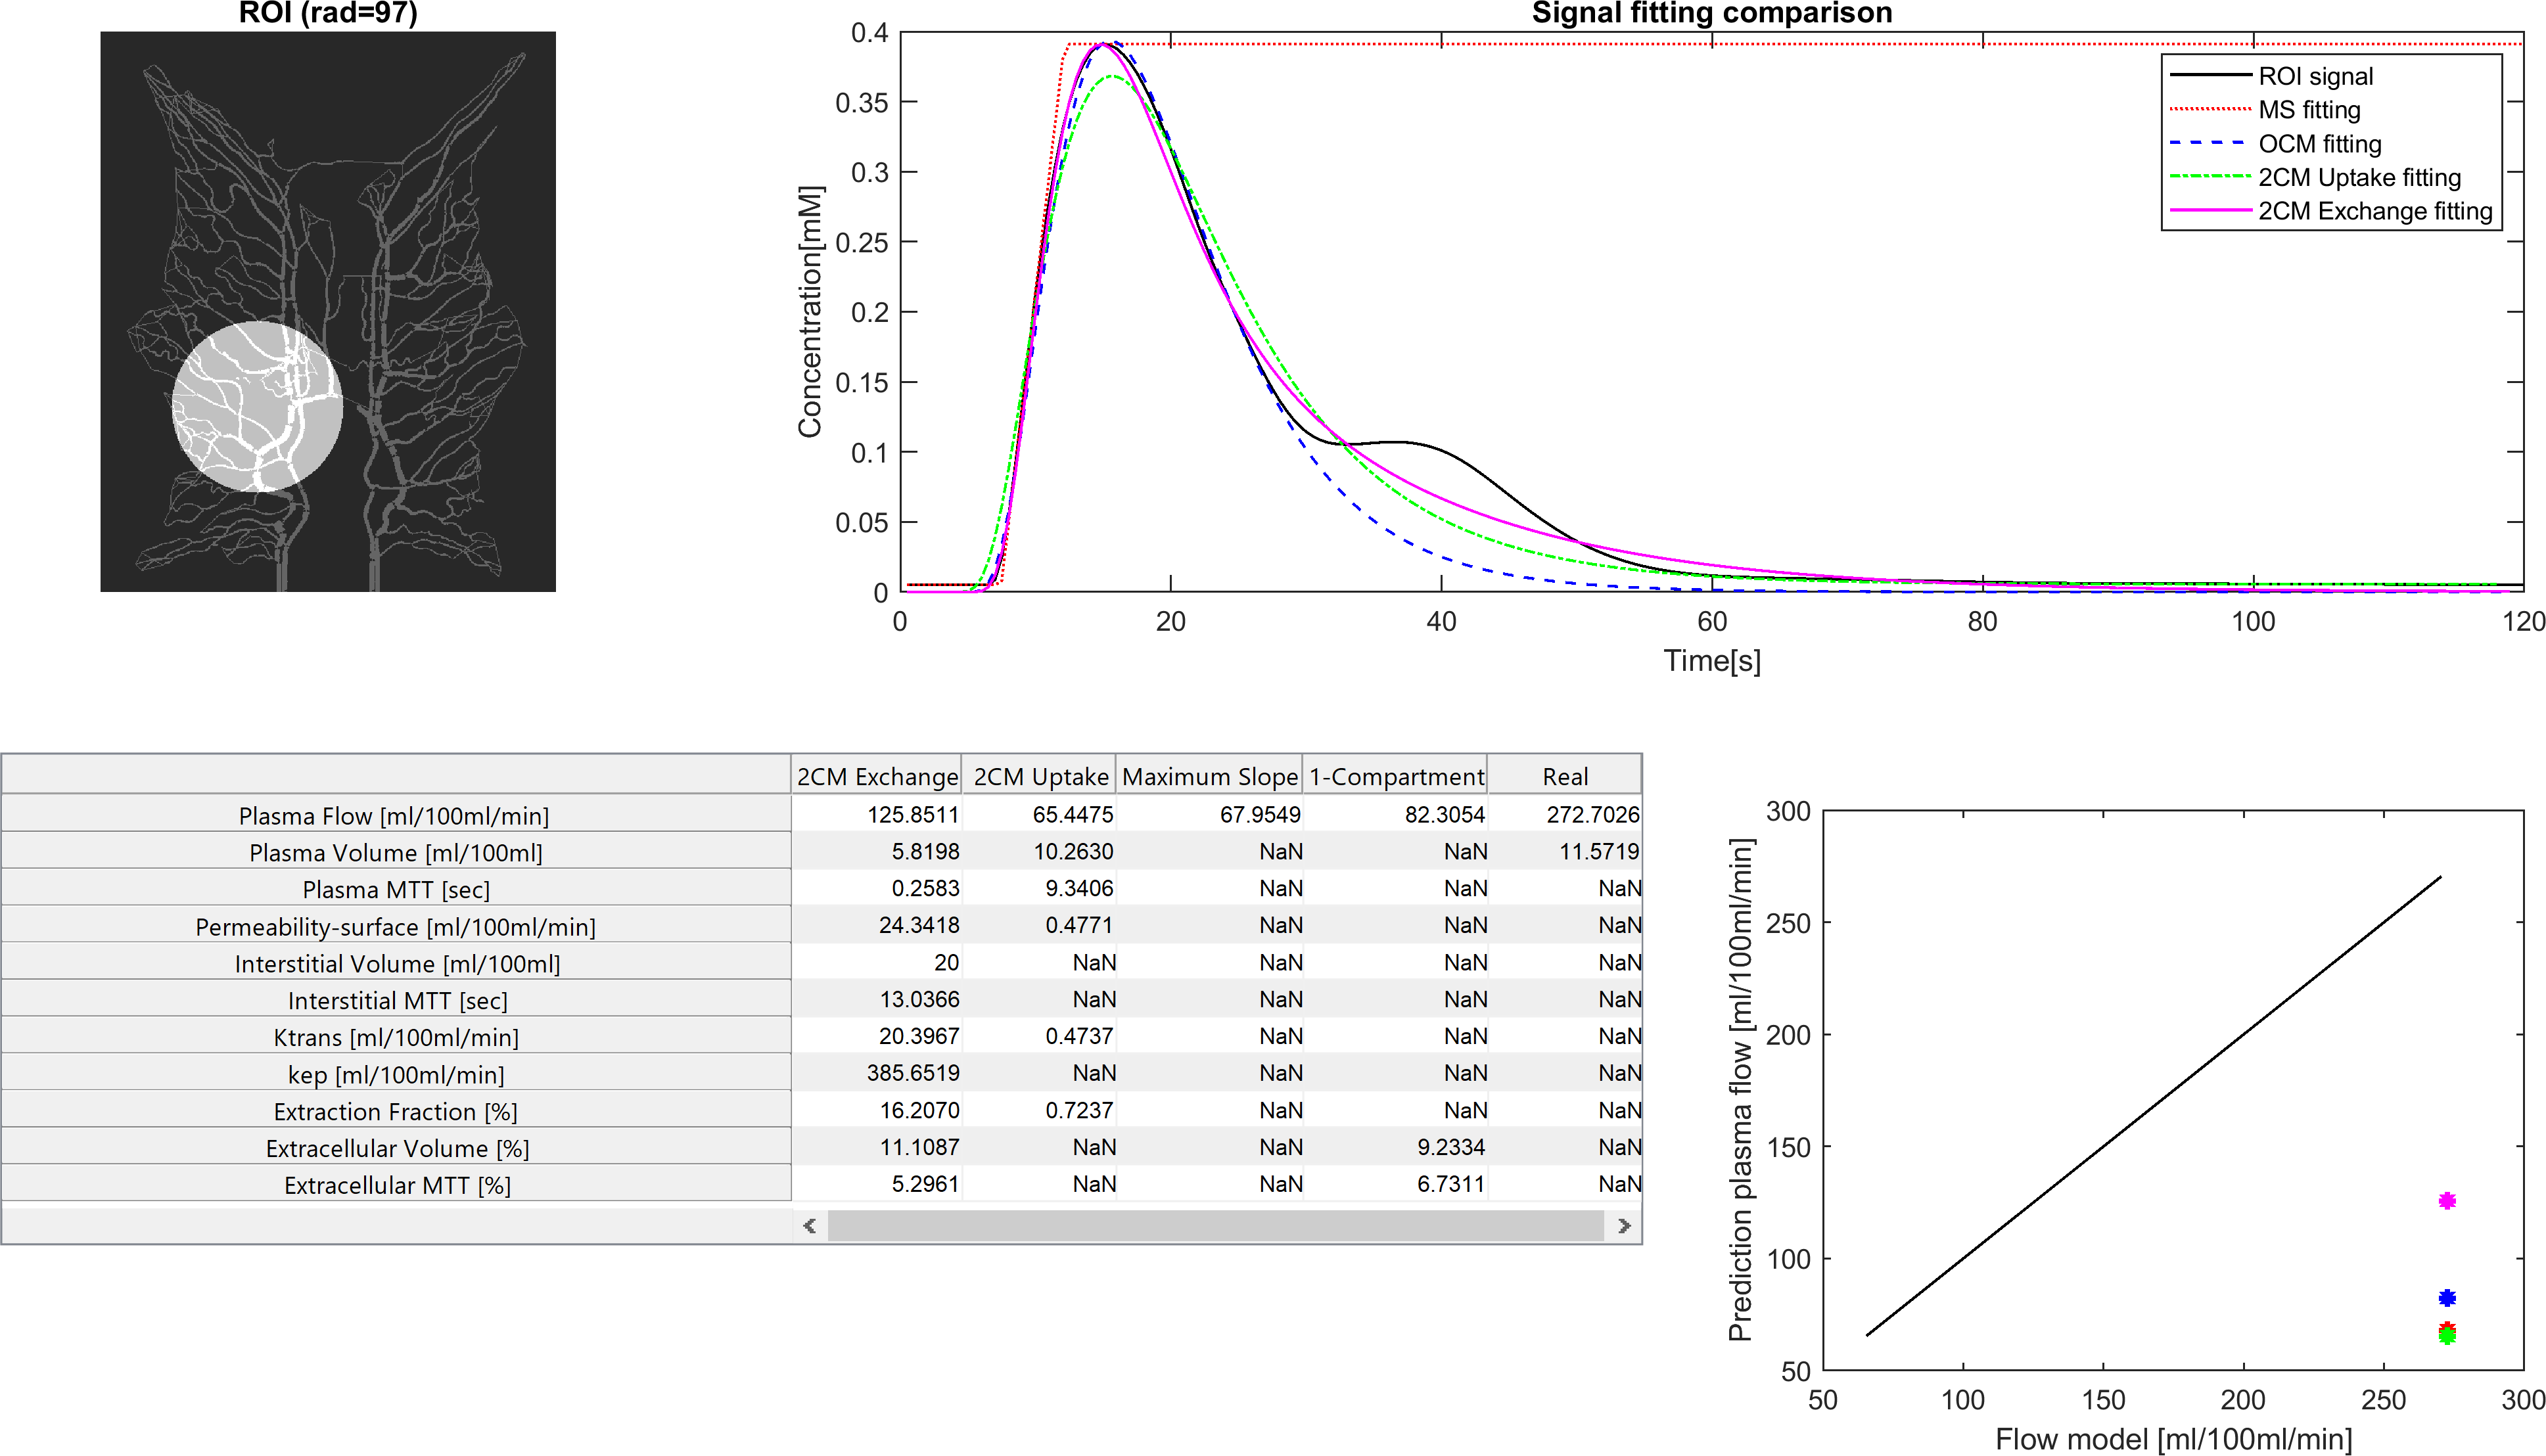 ROI (rad=97)
Signal fitting comparison
Concentration[mM]
0.4
0.35
0.3
0.25
0.2
0.15
0.1
0.05
0
0 20 40 60 80 100 120
Time[s]
ROI signal
MS fitting
OCM fitting
2CM Uptake fitting
2CM Exchange fitting
2CM Exchange 2CM Uptake Maximum Slope 1-Compartment Real
Plasma Flow [ml/100ml/min] 125.8511 65.4475 67.9549 82.3054 272.7026
Plasma Volume [ml/100ml] 5.8198 10.2630 NaN NaN 11.5719
Plasma MTT [sec] 0.2583 9.3406 NaN NaN NaN
Permeability-surface [ml/100ml/min] 24.3418 0.4771 NaN NaN NaN
Interstitial Volume [ml/100ml] 20 NaN NaN NaN NaN
Interstitial MTT [sec] 13.0366 NaN NaN NaN NaN
Ktrans [ml/100ml/min] 20.3967 0.4737 NaN NaN NaN
kep [ml/100ml/min] 385.6519 NaN NaN NaN NaN
Extraction Fraction [%] 16.2070 0.7237 NaN NaN NaN
Extracellular Volume [%] 11.1087 NaN NaN 9.2334 NaN
Extracellular MTT [%] 5.2961 NaN NaN 6.7311 NaN
Prediction plasma flow [ml/100ml/min]
300
250
200
150
100
50
50 100 150 200 250 300
Flow model [ml/100ml/min]